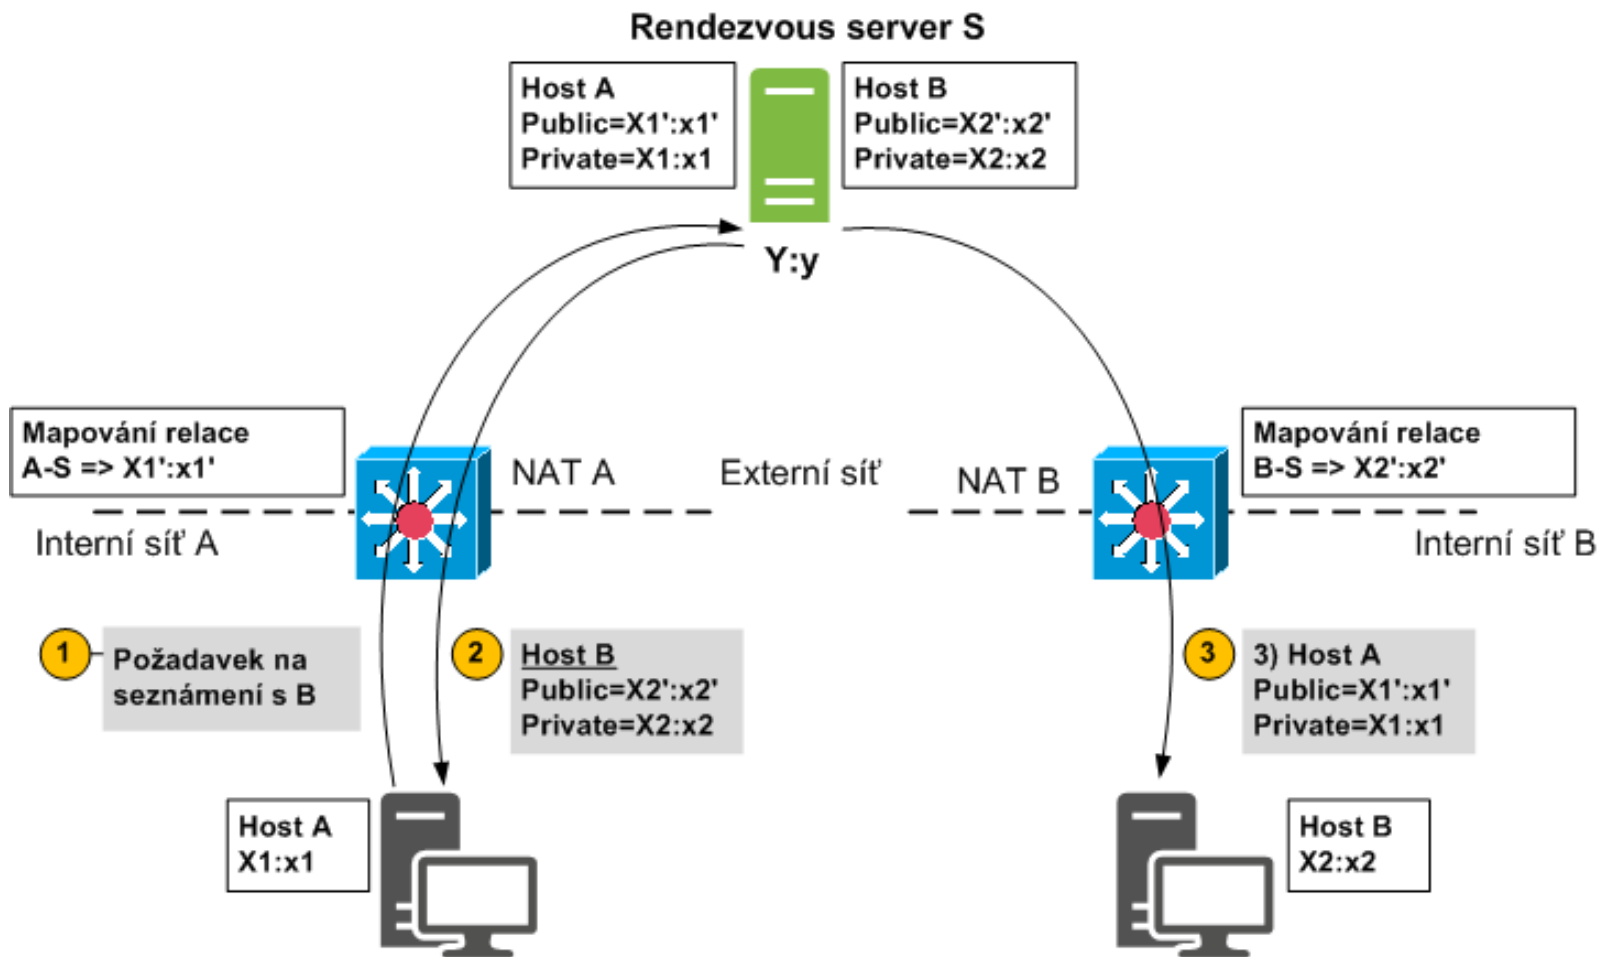 Rendezvous server S
Host A
Public=X1':x1'
Private=X1:x1
Host B
Public=X2':x2'
Private=X2:x2
Y:y
Mapování relace
A-S => X1':x1'
NAT A
Externí síť
NAT B
Mapování relace
B-S => X2':x2'
Interní síť A
Interní síť B
1
Požadavek na
seznámení s B
2
Host B
Public=X2':x2'
Private=X2:x2
3
3) Host A
Public=X1':x1'
Private=X1:x1
Host A
X1:x1
Host B
X2:x2